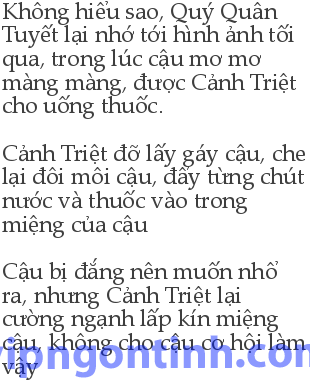 Không hiểu sao, Quý Quân
Tuyết lại nhớ tới hình ảnh tối
qua, trong lúc cậu mơ mơ
màng màng, được Cảnh Triệt
cho uống thuốc.
Cảnh Triệt đỡ lấy gáy cậu, che
lại đôi môi cậu, đẩy từng chút
nước và thuốc vào trong
miệng của cậu
Cậu bị đắng nên muốn nhổ
ra, nhưng Cảnh Triệt lại
cường ngạnh lấp kín miệng
cậu, không cho cậu cơ hội làm
vậy
vipngontinh.com